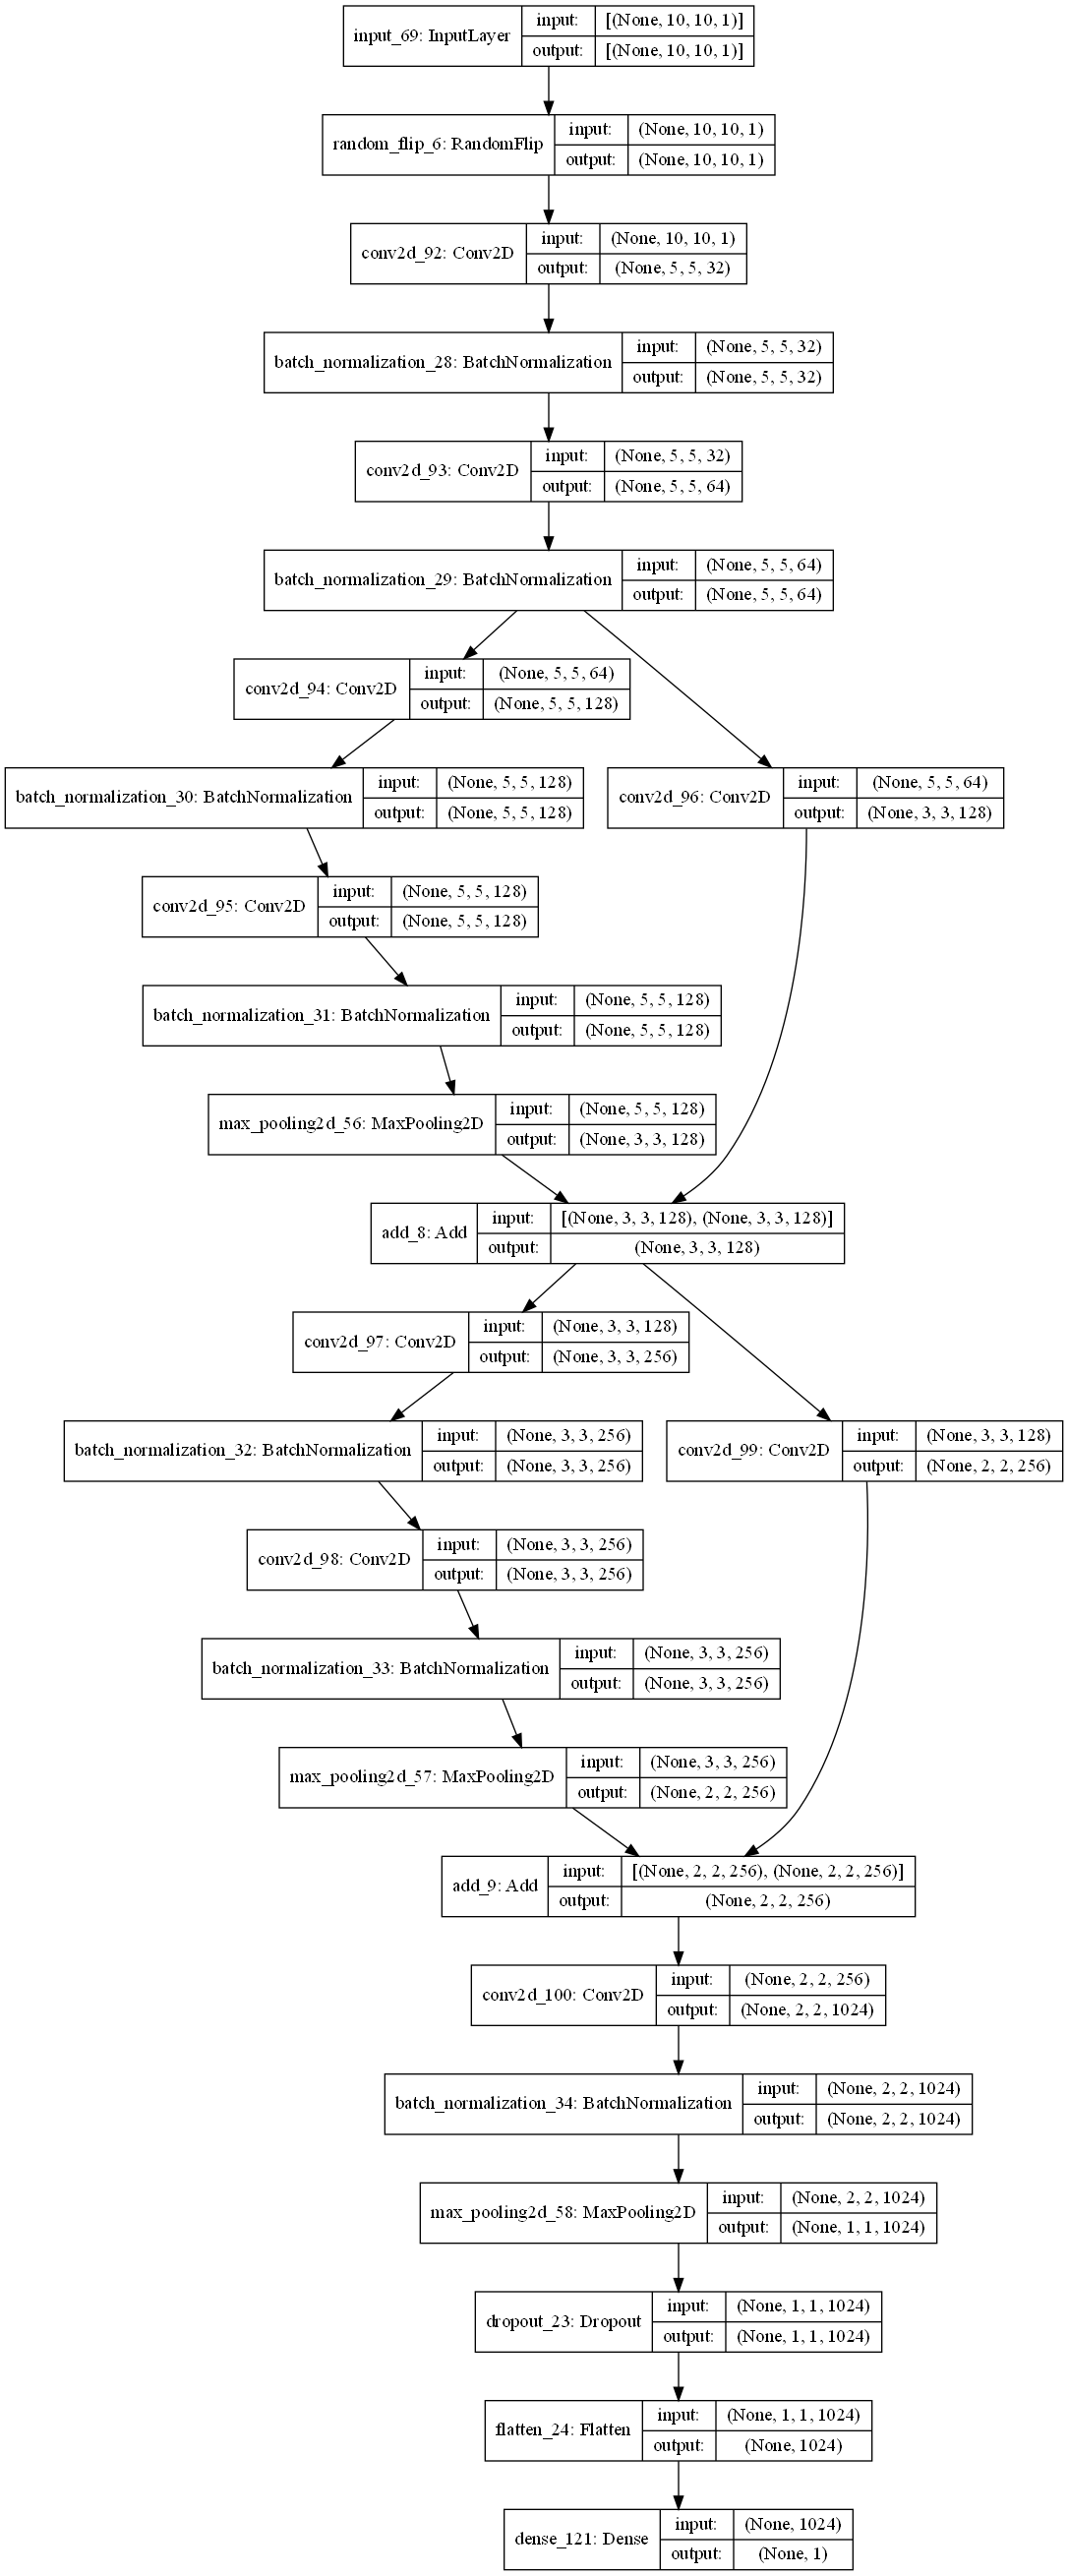 input_69: InputLayer
input: [(None, 10, 10, 1)]
output: [(None, 10, 10, 1)]
random_flip_6: RandomFlip
input: (None, 10, 10, 1)
output: (None, 10, 10, 1)
conv2d_92: Conv2D
input: (None, 10, 10, 1)
output: (None, 5, 5, 32)
batch_normalization_28: BatchNormalization
input: (None, 5, 5, 32)
output: (None, 5, 5, 32)
conv2d_93: Conv2D
input: (None, 5, 5, 32)
output: (None, 5, 5, 64)
batch_normalization_29: BatchNormalization
input: (None, 5, 5, 64)
output: (None, 5, 5, 64)
conv2d_94: Conv2D
input: (None, 5, 5, 64)
output: (None, 5, 5, 128)
batch_normalization_30: BatchNormalization
input: (None, 5, 5, 128)
output: (None, 5, 5, 128)
conv2d_96: Conv2D
input: (None, 5, 5, 64)
output: (None, 3, 3, 128)
conv2d_95: Conv2D
input: (None, 5, 5, 128)
output: (None, 5, 5, 128)
batch_normalization_31: BatchNormalization
input: (None, 5, 5, 128)
output: (None, 5, 5, 128)
max_pooling2d_56: MaxPooling2D
input: (None, 5, 5, 128)
output: (None, 3, 3, 128)
add_8: Add
input: [(None, 3, 3, 128), (None, 3, 3, 128)]
output: (None, 3, 3, 128)
conv2d_97: Conv2D
input: (None, 3, 3, 128)
output: (None, 3, 3, 256)
batch_normalization_32: BatchNormalization
input: (None, 3, 3, 256)
output: (None, 3, 3, 256)
conv2d_99: Conv2D
input: (None, 3, 3, 128)
output: (None, 2, 2, 256)
conv2d_98: Conv2D
input: (None, 3, 3, 256)
output: (None, 3, 3, 256)
batch_normalization_33: BatchNormalization
input: (None, 3, 3, 256)
output: (None, 3, 3, 256)
max_pooling2d_57: MaxPooling2D
input: (None, 3, 3, 256)
output: (None, 2, 2, 256)
add_9: Add
input: [(None, 2, 2, 256), (None, 2, 2, 256)]
output: (None, 2, 2, 256)
conv2d_100: Conv2D
input: (None, 2, 2, 256)
output: (None, 2, 2, 1024)
batch_normalization_34: BatchNormalization
input: (None, 2, 2, 1024)
output: (None, 2, 2, 1024)
max_pooling2d_58: MaxPooling2D
input: (None, 2, 2, 1024)
output: (None, 1, 1, 1024)
dropout_23: Dropout
input: (None, 1, 1, 1024)
output: (None, 1, 1, 1024)
flatten_24: Flatten
input: (None, 1, 1, 1024)
output: (None, 1024)
dense_121: Dense
input: (None, 1024)
output: (None, 1)